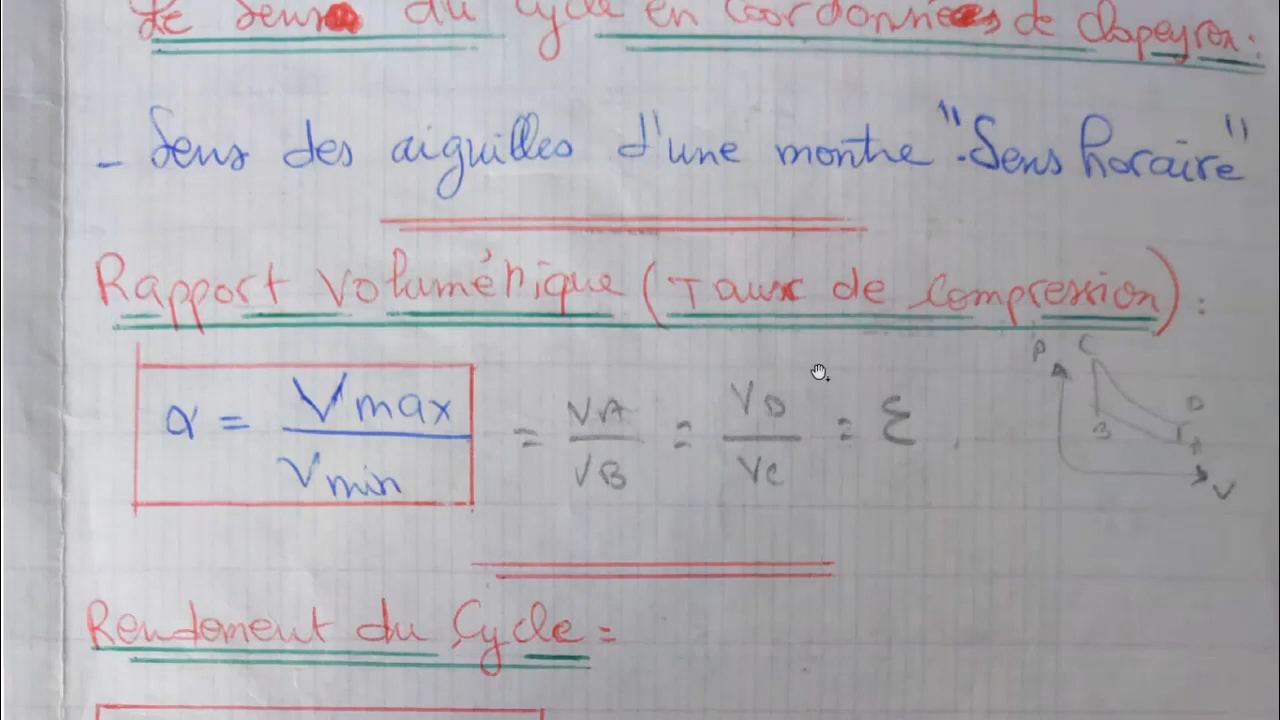 Le Sens du Cycle en Coordonnées de Clapeyron :
- Sens des aiguilles d'une montre "Sens horaire"
Rapport Volumétrique (Taux de Compression) :
α = Vmax / Vmin = VA / VB = VD / VC = Ɛ
P C
D
B A
V
Rendement du Cycle =